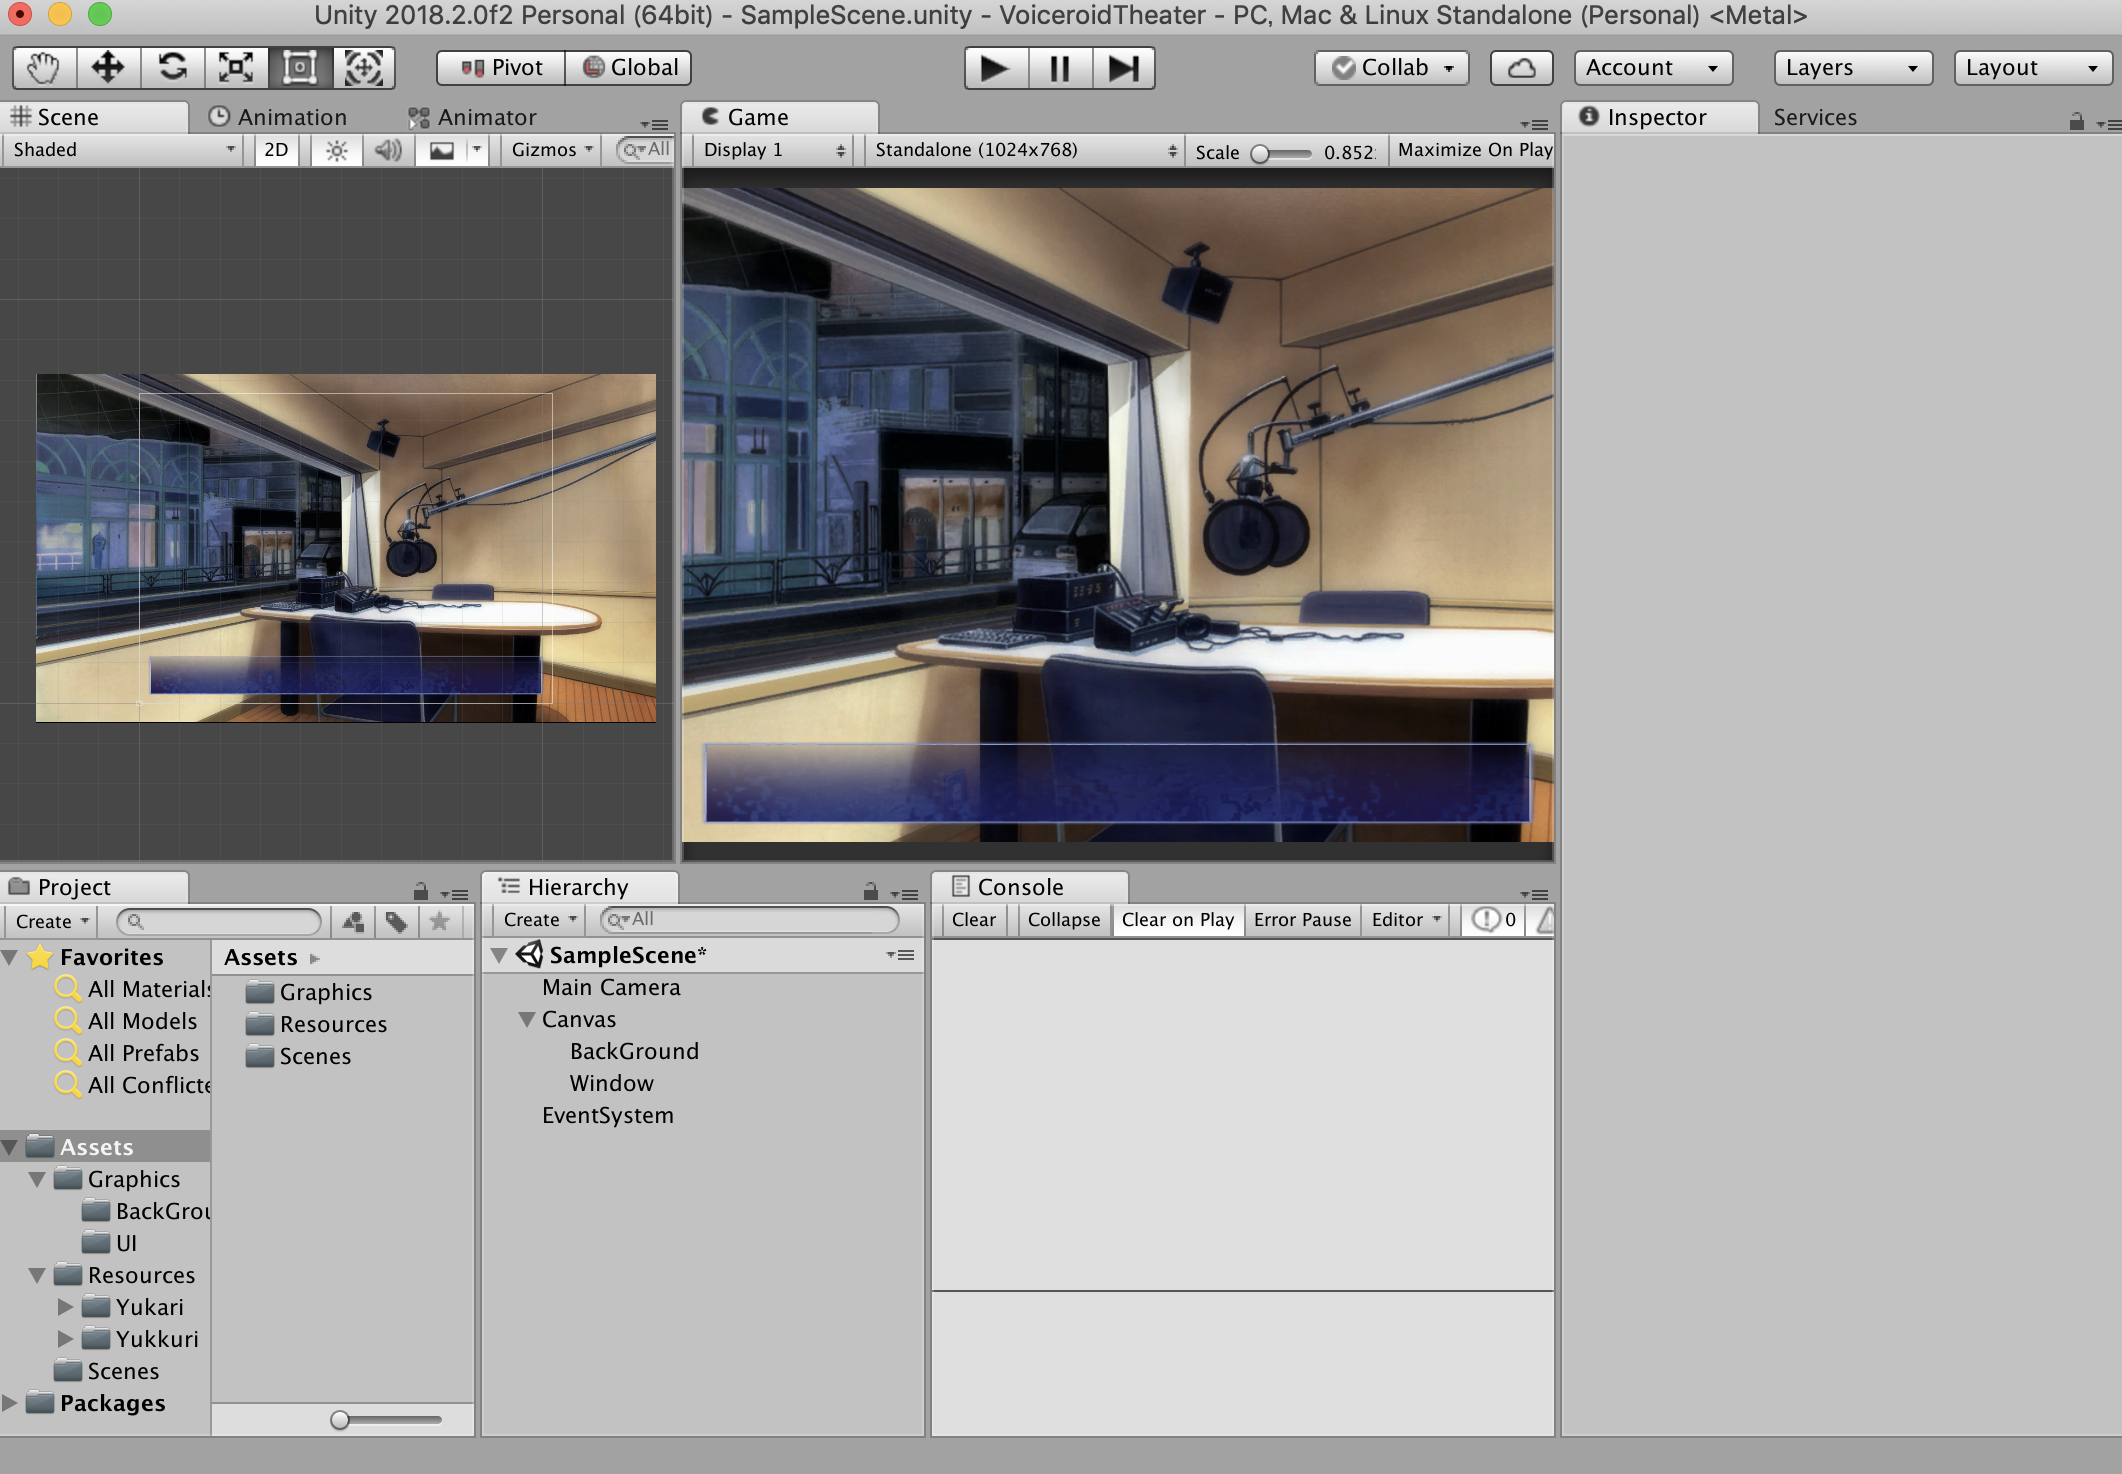 Unity 2018.2.0f2 Personal (64bit) - SampleScene.unity - VoiceroidTheater - PC, Mac & Linux Standalone (Personal) <Metal>
Pivot Global Collab Account Layers Layout
Scene Animation Animator
Shaded 2D Gizmos All
Game
Display 1 Standalone (1024x768) Scale 0.852 Maximize On Play
Inspector Services
Project
Create
Favorites
All Materials
All Models
All Prefabs
All Conflicte
Assets
Graphics
BackGrou
UI
Resources
Yukari
Yukkuri
Scenes
Packages
Assets
Graphics
Resources
Scenes
Hierarchy
Create All
SampleScene*
Main Camera
Canvas
BackGround
Window
EventSystem
Console
Clear Collapse Clear on Play Error Pause Editor 0